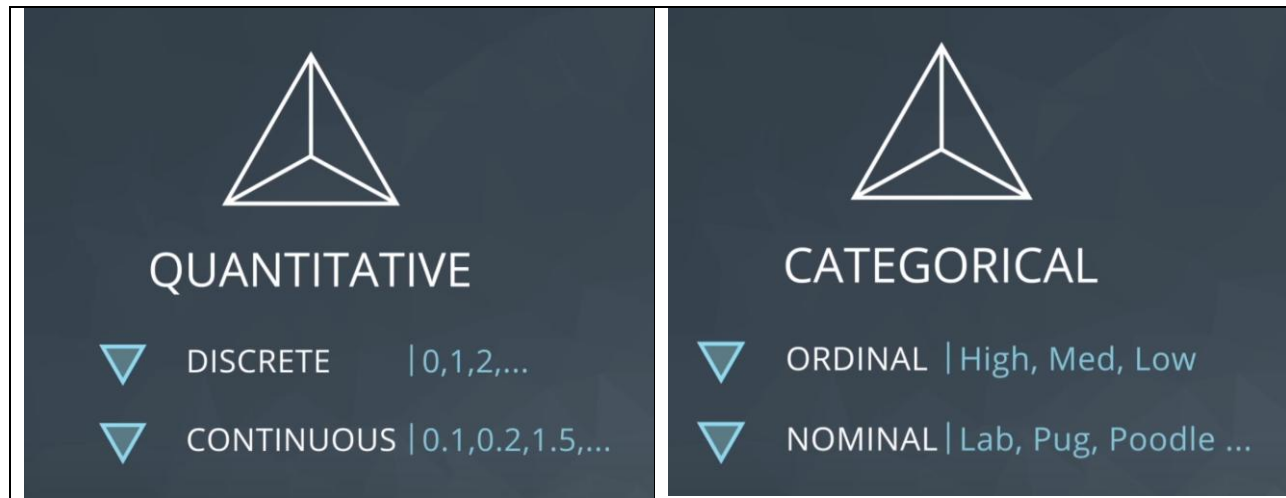 QUANTITATIVE
DISCRETE | 0,1,2,...
CONTINUOUS | 0.1,0.2,1.5,...
CATEGORICAL
ORDINAL | High, Med, Low
NOMINAL | Lab, Pug, Poodle ...